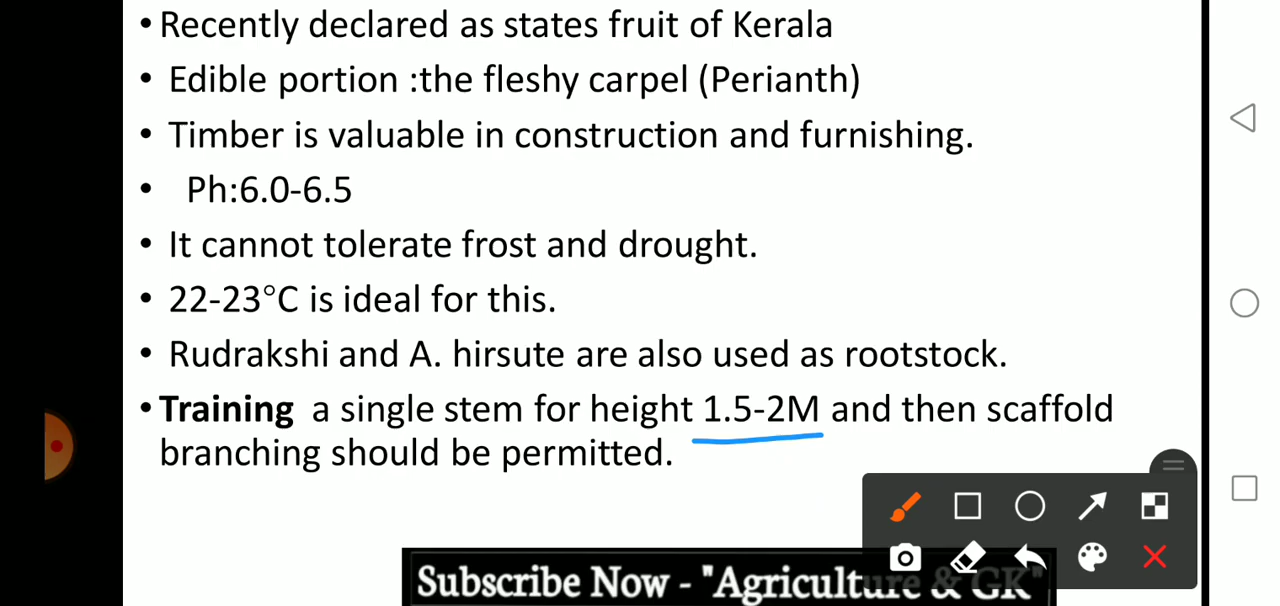 • Recently declared as states fruit of Kerala
• Edible portion :the fleshy carpel (Perianth)
• Timber is valuable in construction and furnishing.
• Ph:6.0-6.5
• It cannot tolerate frost and drought.
• 22-23°C is ideal for this.
• Rudrakshi and A. hirsute are also used as rootstock.
• Training a single stem for height 1.5-2M and then scaffold
branching should be permitted.
Subscribe Now - "Agriculture & GK"